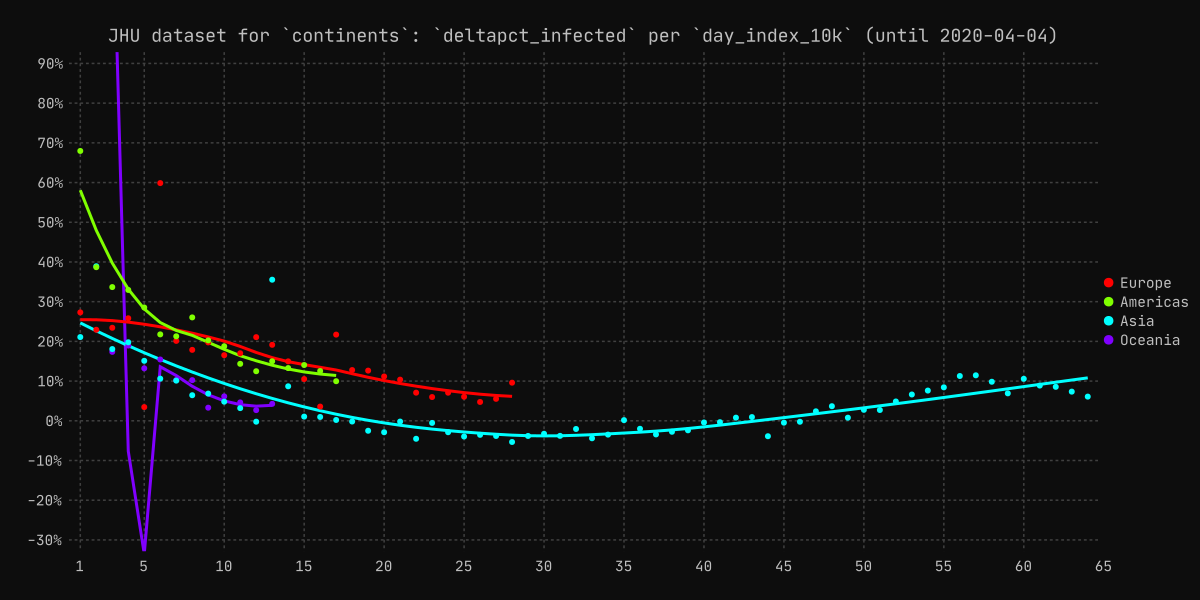 JHU dataset for `continents`: `deltapct_infected` per `day_index_10k` (until 2020-04-04)
90%
80%
70%
60%
50%
40%
30%
20%
10%
0%
-10%
-20%
-30%
1 5 10 15 20 25 30 35 40 45 50 55 60 65
Europe
Americas
Asia
Oceania